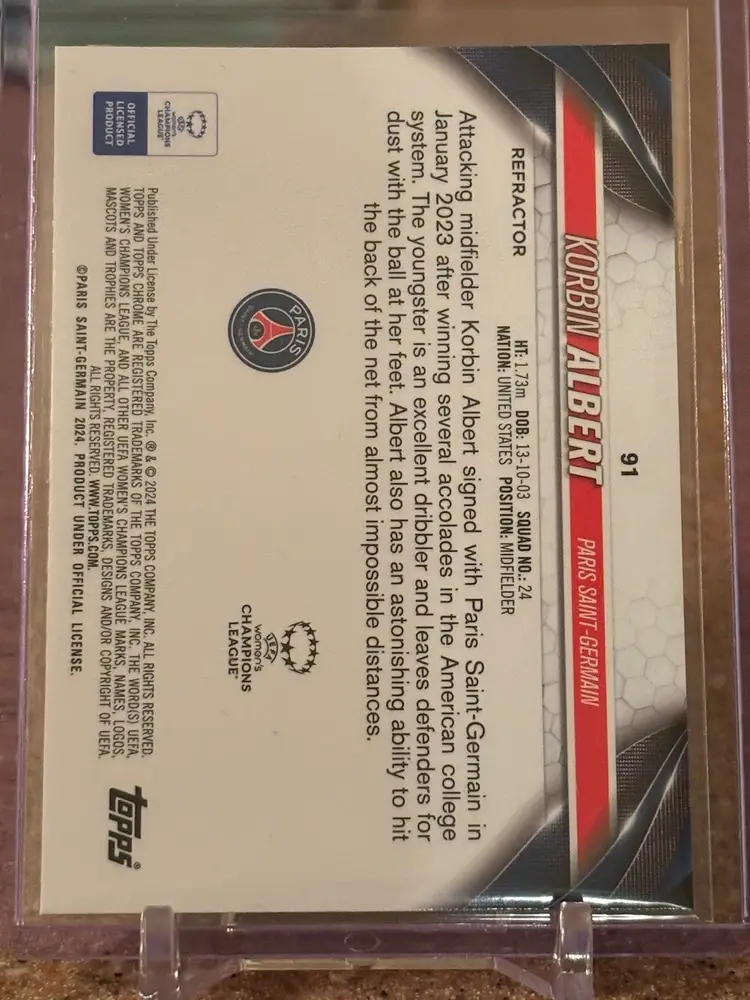 91
KORBIN ALBERT
PARIS SAINT-GERMAIN
HT: 1.73m DOB: 13-10-03 SQUAD NO.: 24
NATION: UNITED STATES POSITION: MIDFIELDER
REFRACTOR
Attacking midfielder Korbin Albert signed with Paris Saint-Germain in
January 2023 after winning several accolades in the American college
system. The youngster is an excellent dribbler and leaves defenders for
dust with the ball at her feet. Albert also has an astonishing ability to hit
the back of the net from almost impossible distances.
PARIS
SAINT-GERMAIN
UEFA
women's
CHAMPIONS
LEAGUE
UEFA
women's
CHAMPIONS
LEAGUE
OFFICIAL
LICENSED
PRODUCT
Published Under License by The Topps Company, Inc. ® & © 2024 THE TOPPS COMPANY, INC. ALL RIGHTS RESERVED.
TOPPS AND TOPPS CHROME ARE REGISTERED TRADEMARKS OF THE TOPPS COMPANY, INC. THE WORD(S) UEFA,
WOMEN'S CHAMPIONS LEAGUE, AND ALL OTHER UEFA WOMEN'S CHAMPIONS LEAGUE MARKS, NAMES, LOGOS,
MASCOTS AND TROPHIES ARE THE PROPERTY, REGISTERED TRADEMARKS, DESIGNS AND/OR COPYRIGHT OF UEFA.
ALL RIGHTS RESERVED. WWW.TOPPS.COM.
©PARIS SAINT-GERMAIN 2024. PRODUCT UNDER OFFICIAL LICENSE.
topps®